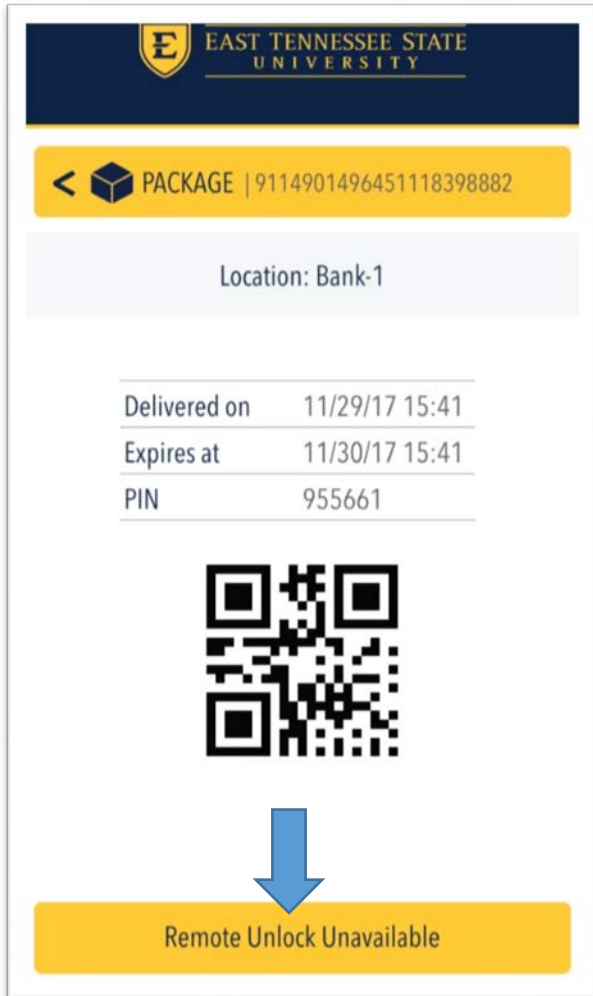 E
EAST TENNESSEE STATE
UNIVERSITY
< PACKAGE | 9114901496451118398882
Location: Bank-1
Delivered on 11/29/17 15:41
Expires at 11/30/17 15:41
PIN 955661
Remote Unlock Unavailable